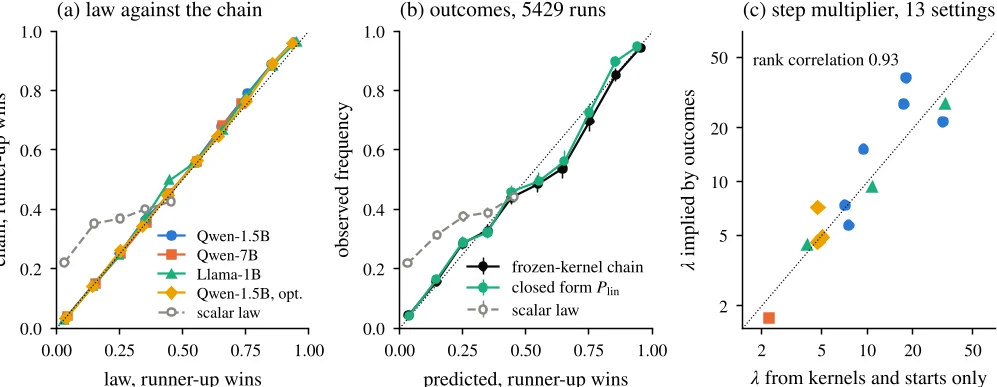 (a) law against the chain
chain, runner-up wins
1.0
0.8
0.6
0.4
0.2
0.0
Qwen-1.5B
Qwen-7B
Llama-1B
Qwen-1.5B, opt.
scalar law
0.00 0.25 0.50 0.75 1.00
law, runner-up wins
(b) outcomes, 5429 runs
observed frequency
1.0
0.8
0.6
0.4
0.2
0.0
frozen-kernel chain
closed form P_lin
scalar law
0.00 0.25 0.50 0.75 1.00
predicted, runner-up wins
(c) step multiplier, 13 settings
rank correlation 0.93
λ implied by outcomes
50
20
10
5
2
2 5 10 20 50
λ from kernels and starts only